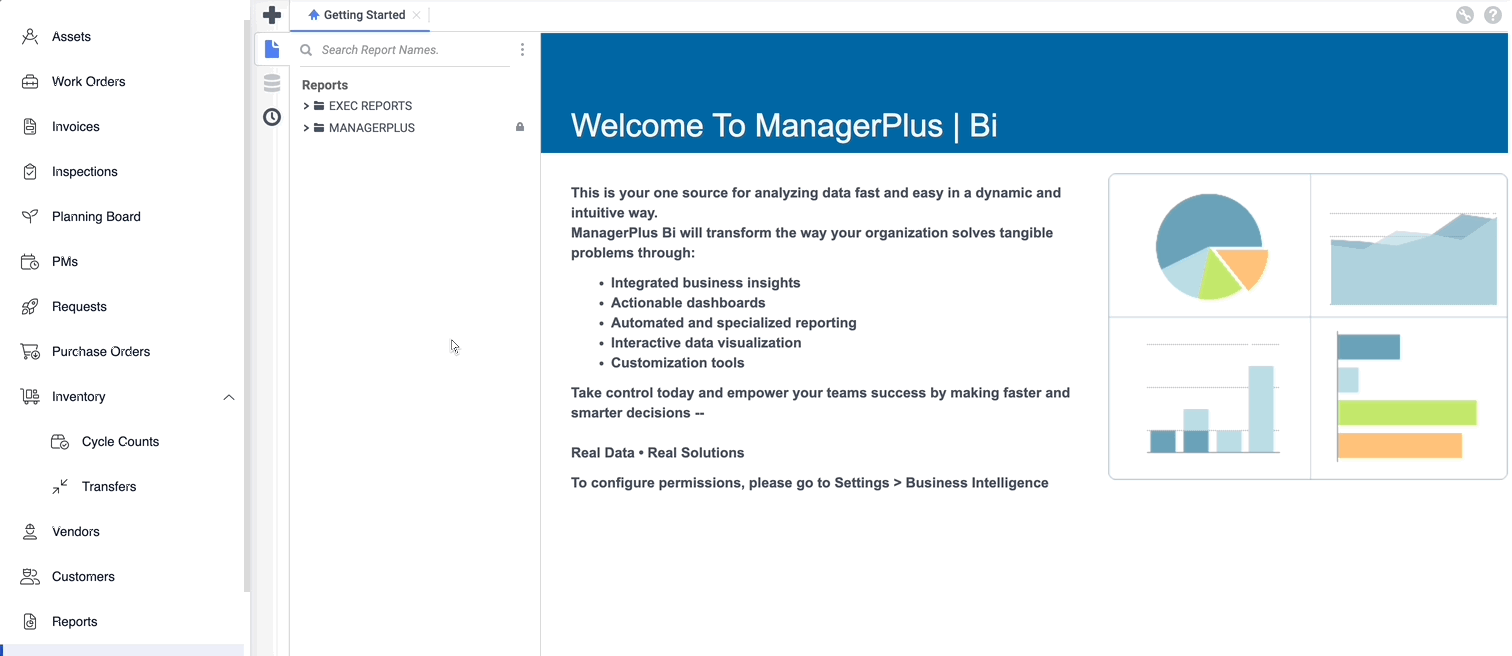 Assets
Work Orders
Invoices
Inspections
Planning Board
PMs
Requests
Purchase Orders
Inventory
Cycle Counts
Transfers
Vendors
Customers
Reports
Getting Started
Search Report Names.
Reports
EXEC REPORTS
MANAGERPLUS
Welcome To ManagerPlus | Bi
This is your one source for analyzing data fast and easy in a dynamic and
intuitive way.
ManagerPlus Bi will transform the way your organization solves tangible
problems through:
• Integrated business insights
• Actionable dashboards
• Automated and specialized reporting
• Interactive data visualization
• Customization tools
Take control today and empower your teams success by making faster and
smarter decisions --
Real Data • Real Solutions
To configure permissions, please go to Settings > Business Intelligence